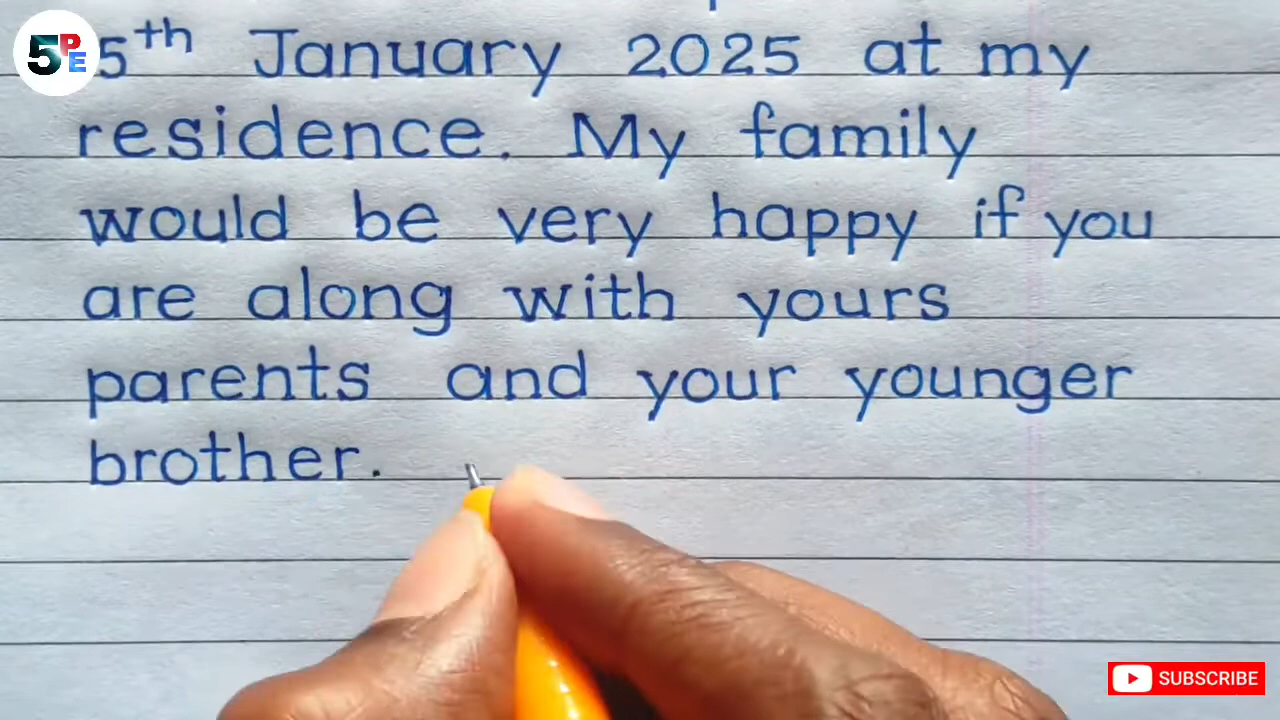 5PE
5th January 2025 at my
residence. My family
would be very happy if you
are along with yours
parents and your younger
brother.
SUBSCRIBE